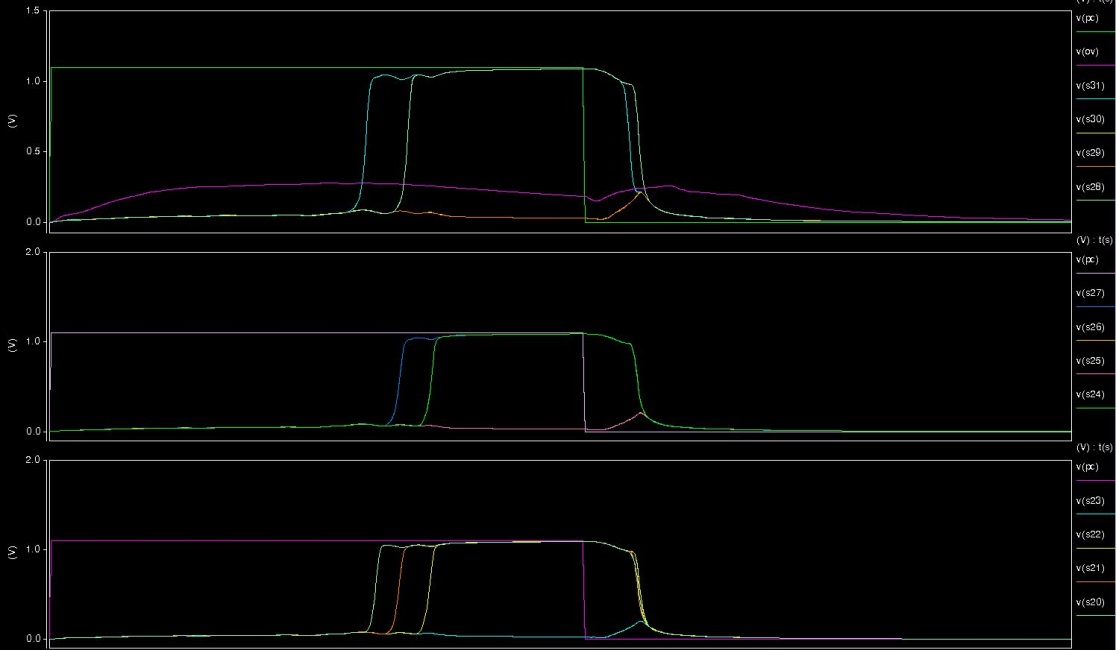 (V) : t(s)
1.5
v(pc)
v(ov)
1.0
v(s31)
(V)
v(s30)
0.5
v(s29)
v(s28)
0.0
(V) : t(s)
2.0
v(pc)
v(s27)
v(s26)
1.0
(V)
v(s25)
v(s24)
0.0
(V) : t(s)
2.0
v(pc)
v(s23)
v(s22)
1.0
(V)
v(s21)
v(s20)
0.0